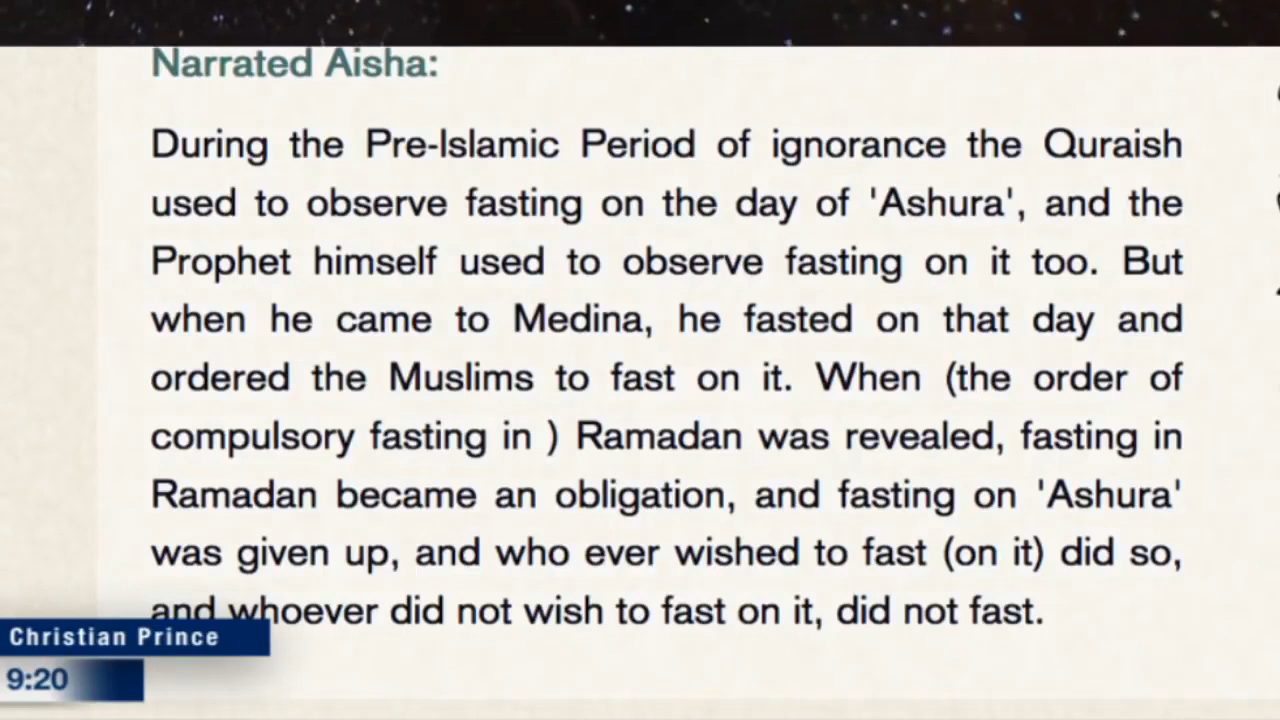 Narrated Aisha:
During the Pre-Islamic Period of ignorance the Quraish
used to observe fasting on the day of 'Ashura', and the
Prophet himself used to observe fasting on it too. But
when he came to Medina, he fasted on that day and
ordered the Muslims to fast on it. When (the order of
compulsory fasting in ) Ramadan was revealed, fasting in
Ramadan became an obligation, and fasting on 'Ashura'
was given up, and who ever wished to fast (on it) did so,
and whoever did not wish to fast on it, did not fast.
Christian Prince
9:20